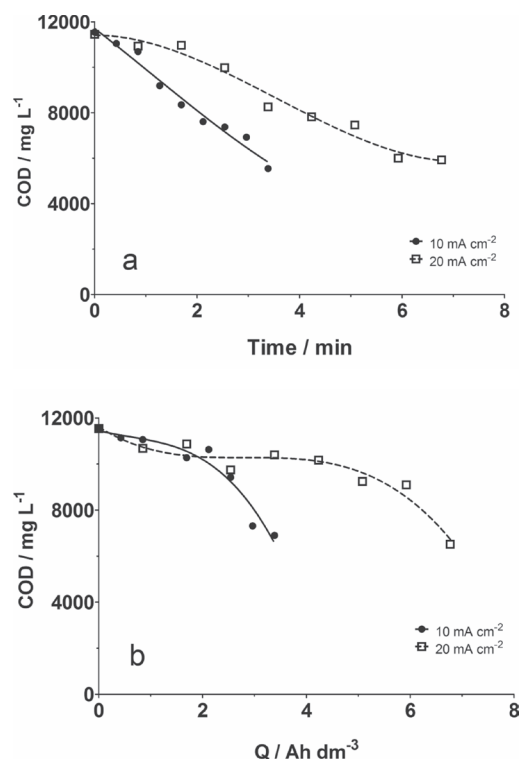 12000
8000
4000
0
COD / mg L⁻¹
a
10 mA cm⁻²
20 mA cm⁻²
0 2 4 6 8
Time / min
12000
8000
4000
0
COD / mg L⁻¹
b
10 mA cm⁻²
20 mA cm⁻²
0 2 4 6 8
Q / Ah dm⁻³